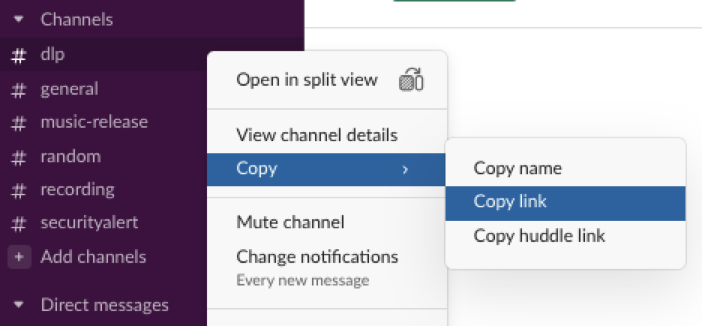 Channels
# dlp
# general
# music-release
# random
# recording
# securityalert
+ Add channels
Direct messages
Open in split view
View channel details
Copy
Mute channel
Change notifications
Every new message
Copy name
Copy link
Copy huddle link